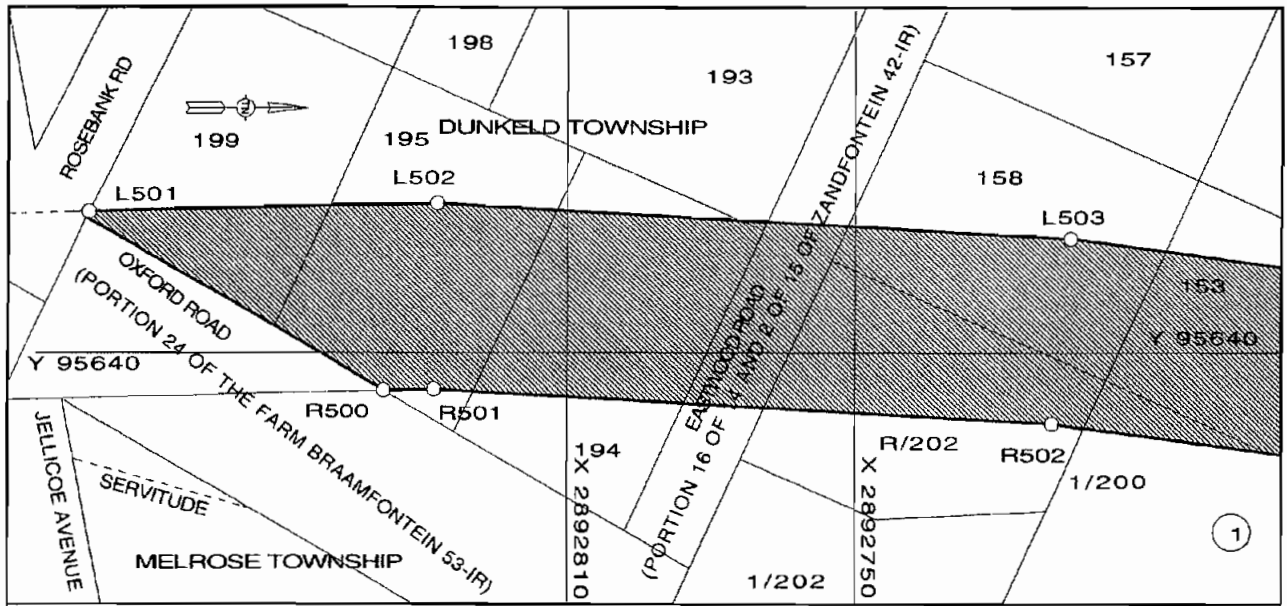 198
157
193
ROSEBANK RD
TN
199
195
DUNKELD TOWNSHIP
L501
L502
158
L503
153
OXFORD ROAD
(PORTION 24 OF THE FARM BRAAMFONTEIN 53-IR)
EASTWOOD ROAD
(PORTION 16 OF 14 AND 2 OF 15 OF ZANDFONTEIN 42-IR)
Y 95640
Y 95640
R500
R501
R/202
R502
194
1/200
JELLICOE AVENUE
SERVITUDE
X 2892810
X 2892750
MELROSE TOWNSHIP
1/202
1